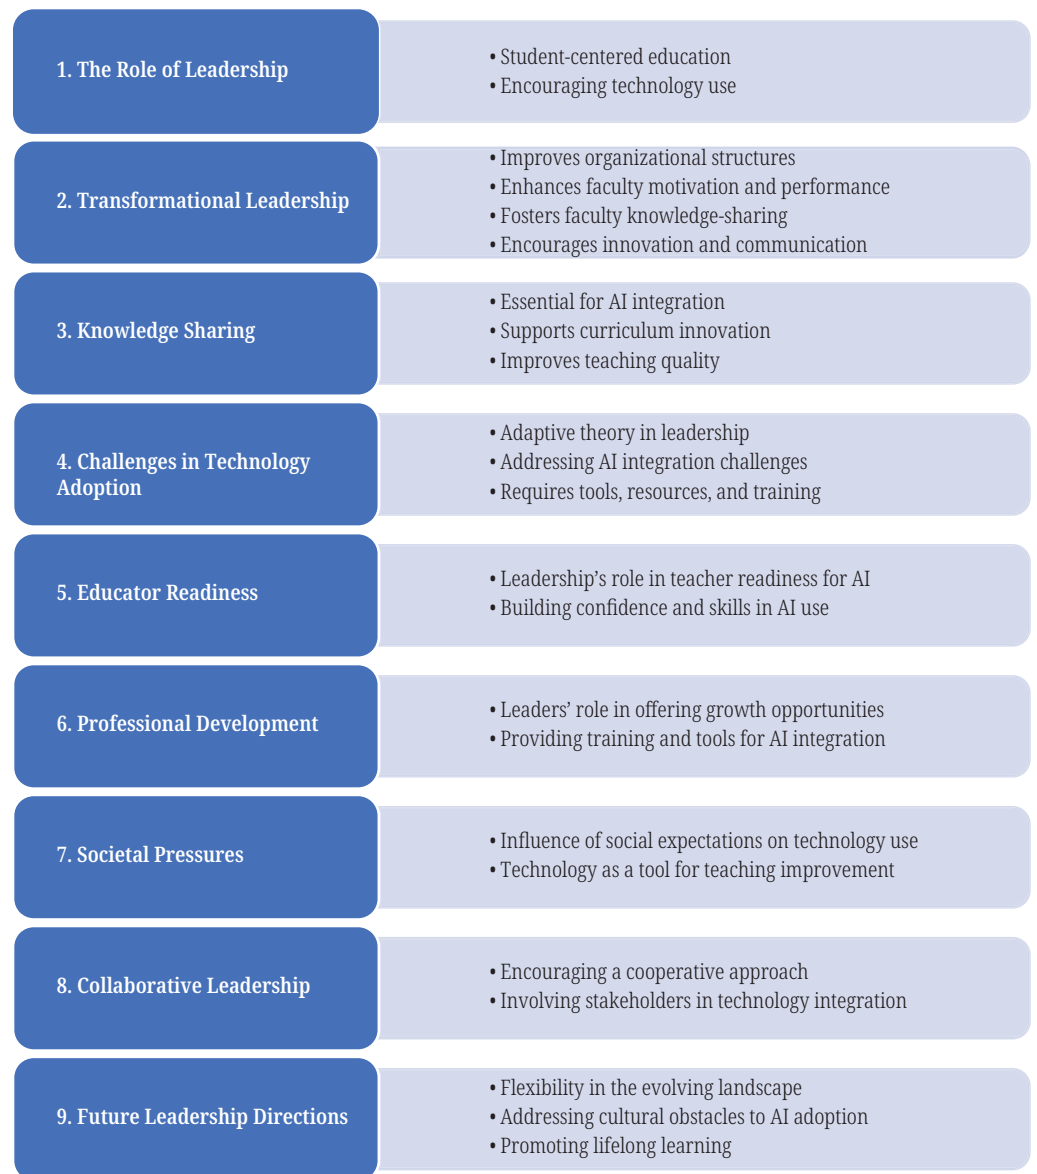 1. The Role of Leadership
• Student-centered education
• Encouraging technology use
2. Transformational Leadership
• Improves organizational structures
• Enhances faculty motivation and performance
• Fosters faculty knowledge-sharing
• Encourages innovation and communication
3. Knowledge Sharing
• Essential for AI integration
• Supports curriculum innovation
• Improves teaching quality
4. Challenges in Technology
Adoption
• Adaptive theory in leadership
• Addressing AI integration challenges
• Requires tools, resources, and training
5. Educator Readiness
• Leadership’s role in teacher readiness for AI
• Building confidence and skills in AI use
6. Professional Development
• Leaders’ role in offering growth opportunities
• Providing training and tools for AI integration
7. Societal Pressures
• Influence of social expectations on technology use
• Technology as a tool for teaching improvement
8. Collaborative Leadership
• Encouraging a cooperative approach
• Involving stakeholders in technology integration
9. Future Leadership Directions
• Flexibility in the evolving landscape
• Addressing cultural obstacles to AI adoption
• Promoting lifelong learning